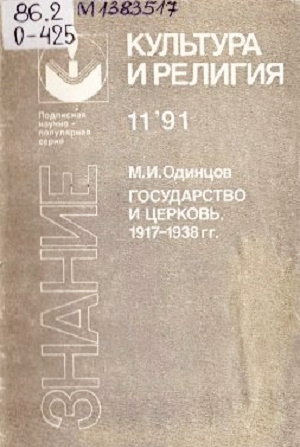 86.2
О-425
М1383517
КУЛЬТУРА
И РЕЛИГИЯ
Подписная
научно-
популярная
серия
11'91
М.И.Одинцов
ГОСУДАРСТВО
И ЦЕРКОВЬ,
1917–1938 гг.
ЗНАНИЕ